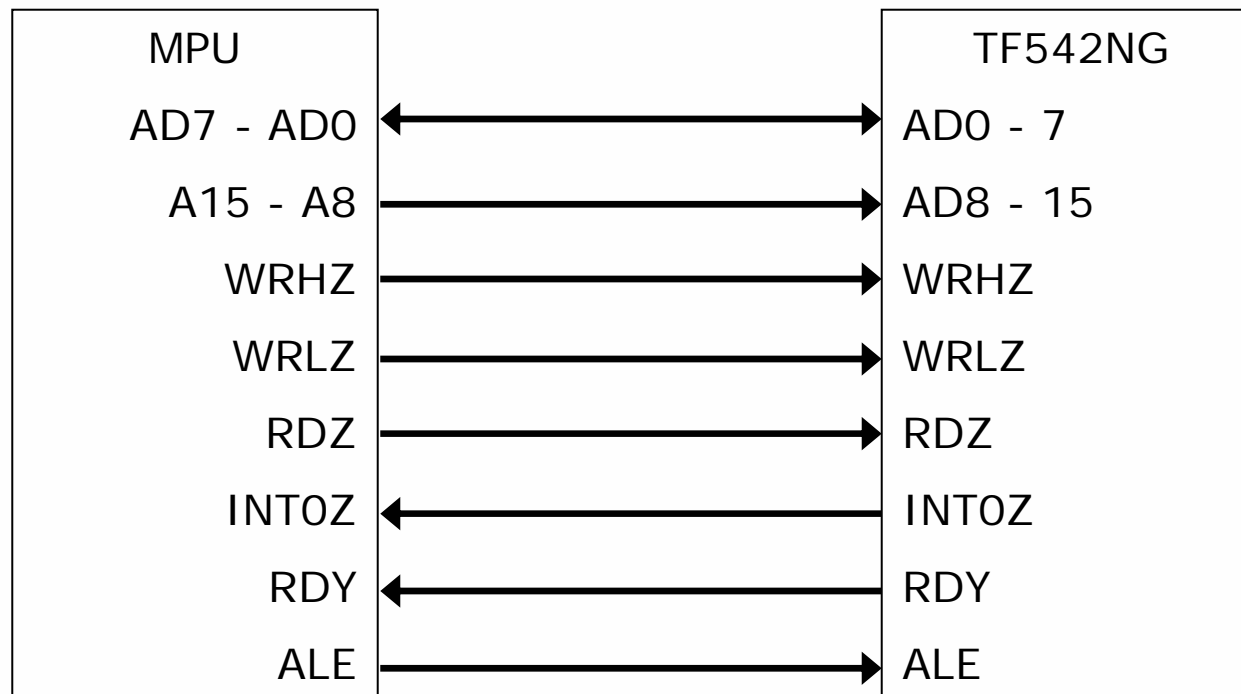 MPU TF542NG
AD7 - AD0 AD0 - 7
A15 - A8 AD8 - 15
WRHZ WRHZ
WRLZ WRLZ
RDZ RDZ
INT0Z INT0Z
RDY RDY
ALE ALE